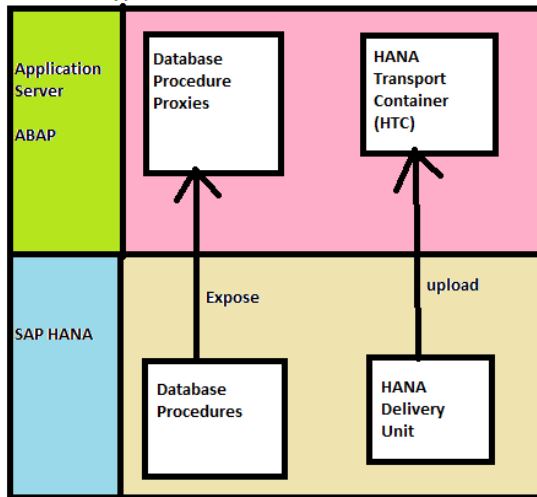 Application
Server
ABAP
Database
Procedure
Proxies
HANA
Transport
Container
(HTC)
Expose
upload
SAP HANA
Database
Procedures
HANA
Delivery
Unit